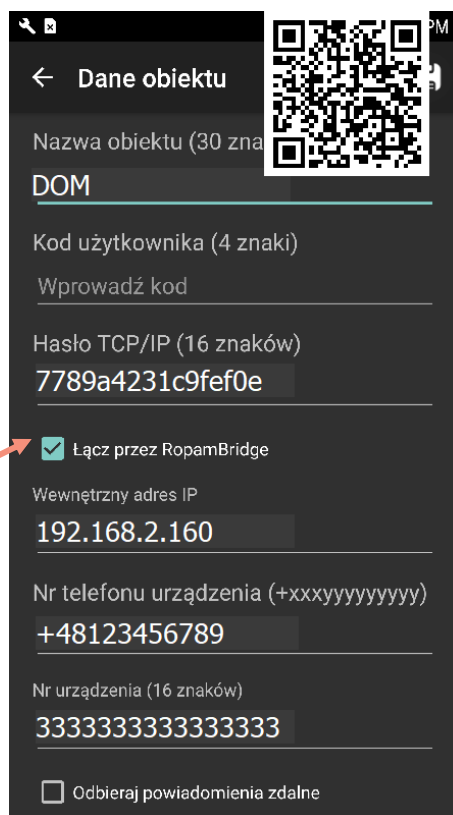 PM
Dane obiektu
Nazwa obiektu (30 zna
DOM
Kod użytkownika (4 znaki)
Wprowadź kod
Hasło TCP/IP (16 znaków)
7789a4231c9fef0e
Łącz przez RopamBridge
Wewnętrzny adres IP
192.168.2.160
Nr telefonu urządzenia (+xxxyyyyyyyyy)
+48123456789
Nr urządzenia (16 znaków)
3333333333333333
Odbieraj powiadomienia zdalne